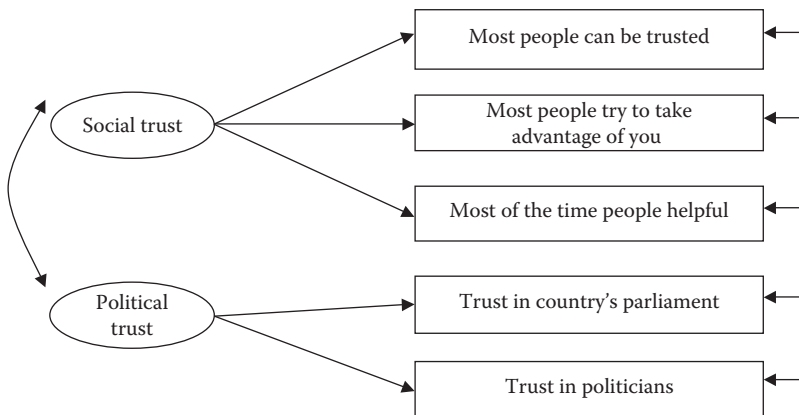 Most people can be trusted
Social trust
Most people try to take
advantage of you
Most of the time people helpful
Political
trust
Trust in country's parliament
Trust in politicians